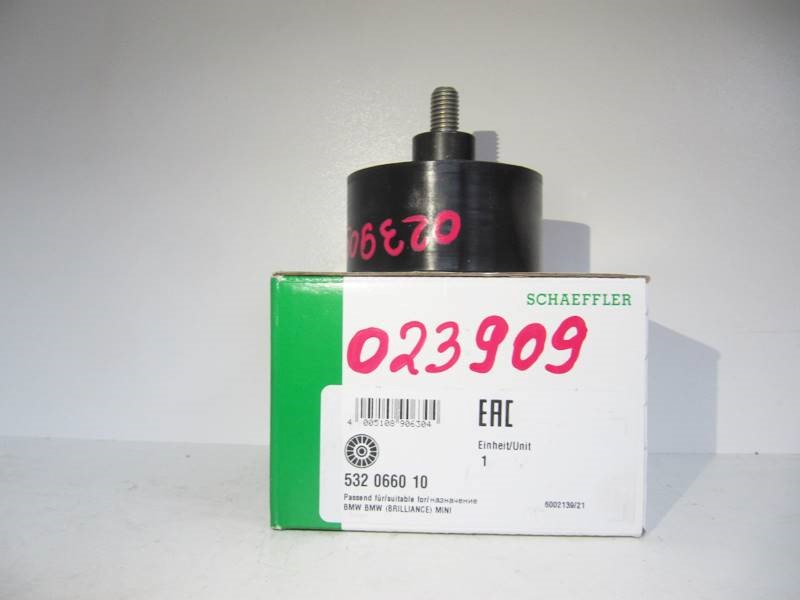 023909
SCHAEFFLER
023909
4 005108 906304
EAC
Einheit/Unit
1
532 0660 10
Passend für/suitable for/назначение
BMW BMW (BRILLIANCE) MINI
6002139/21